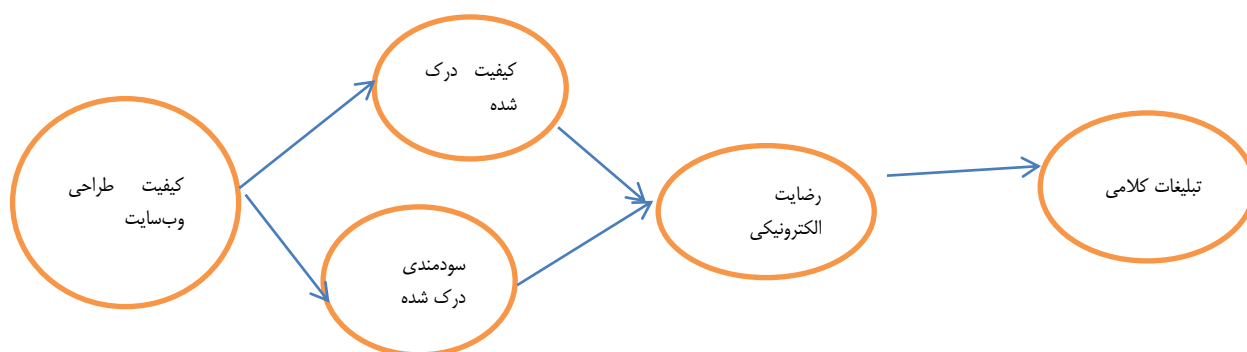 کیفیت درک
شده
کیفیت طراحی
وب‌سایت
سودمندی
درک شده
رضایت
الکترونیکی
تبلیغات کلامی